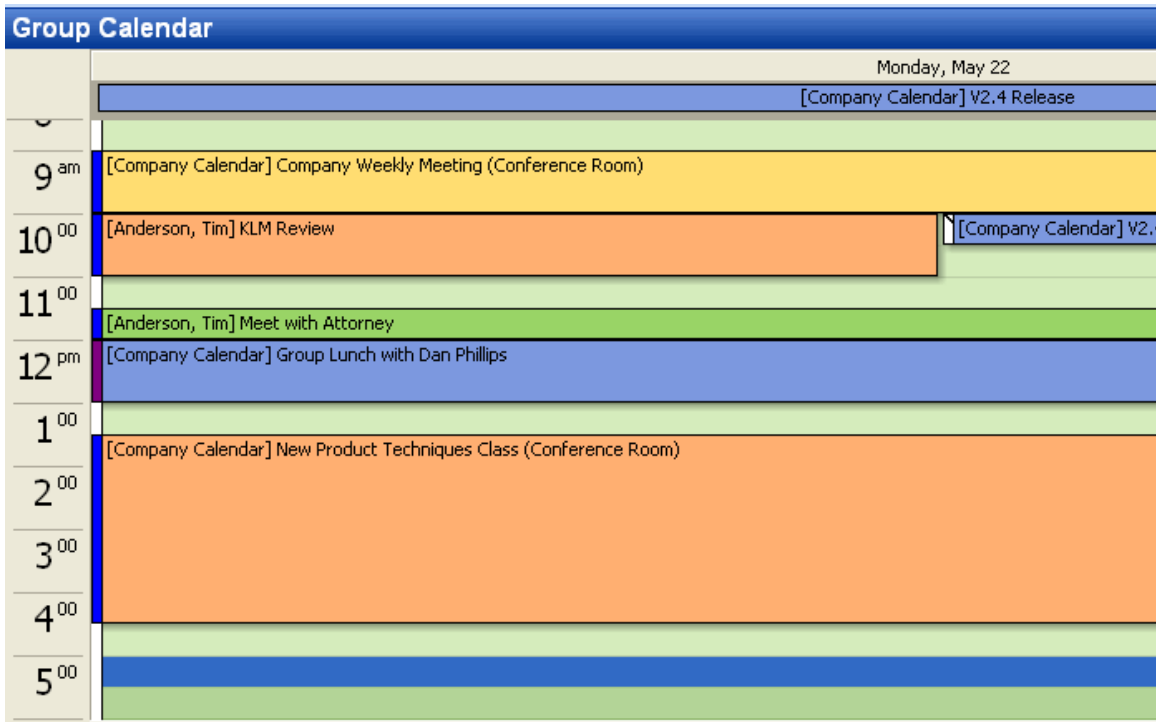 Group Calendar
Monday, May 22
[Company Calendar] V2.4 Release
9 am
[Company Calendar] Company Weekly Meeting (Conference Room)
10 00
[Anderson, Tim] KLM Review
[Company Calendar] V2.
11 00
[Anderson, Tim] Meet with Attorney
12 pm
[Company Calendar] Group Lunch with Dan Phillips
1 00
[Company Calendar] New Product Techniques Class (Conference Room)
2 00
3 00
4 00
5 00